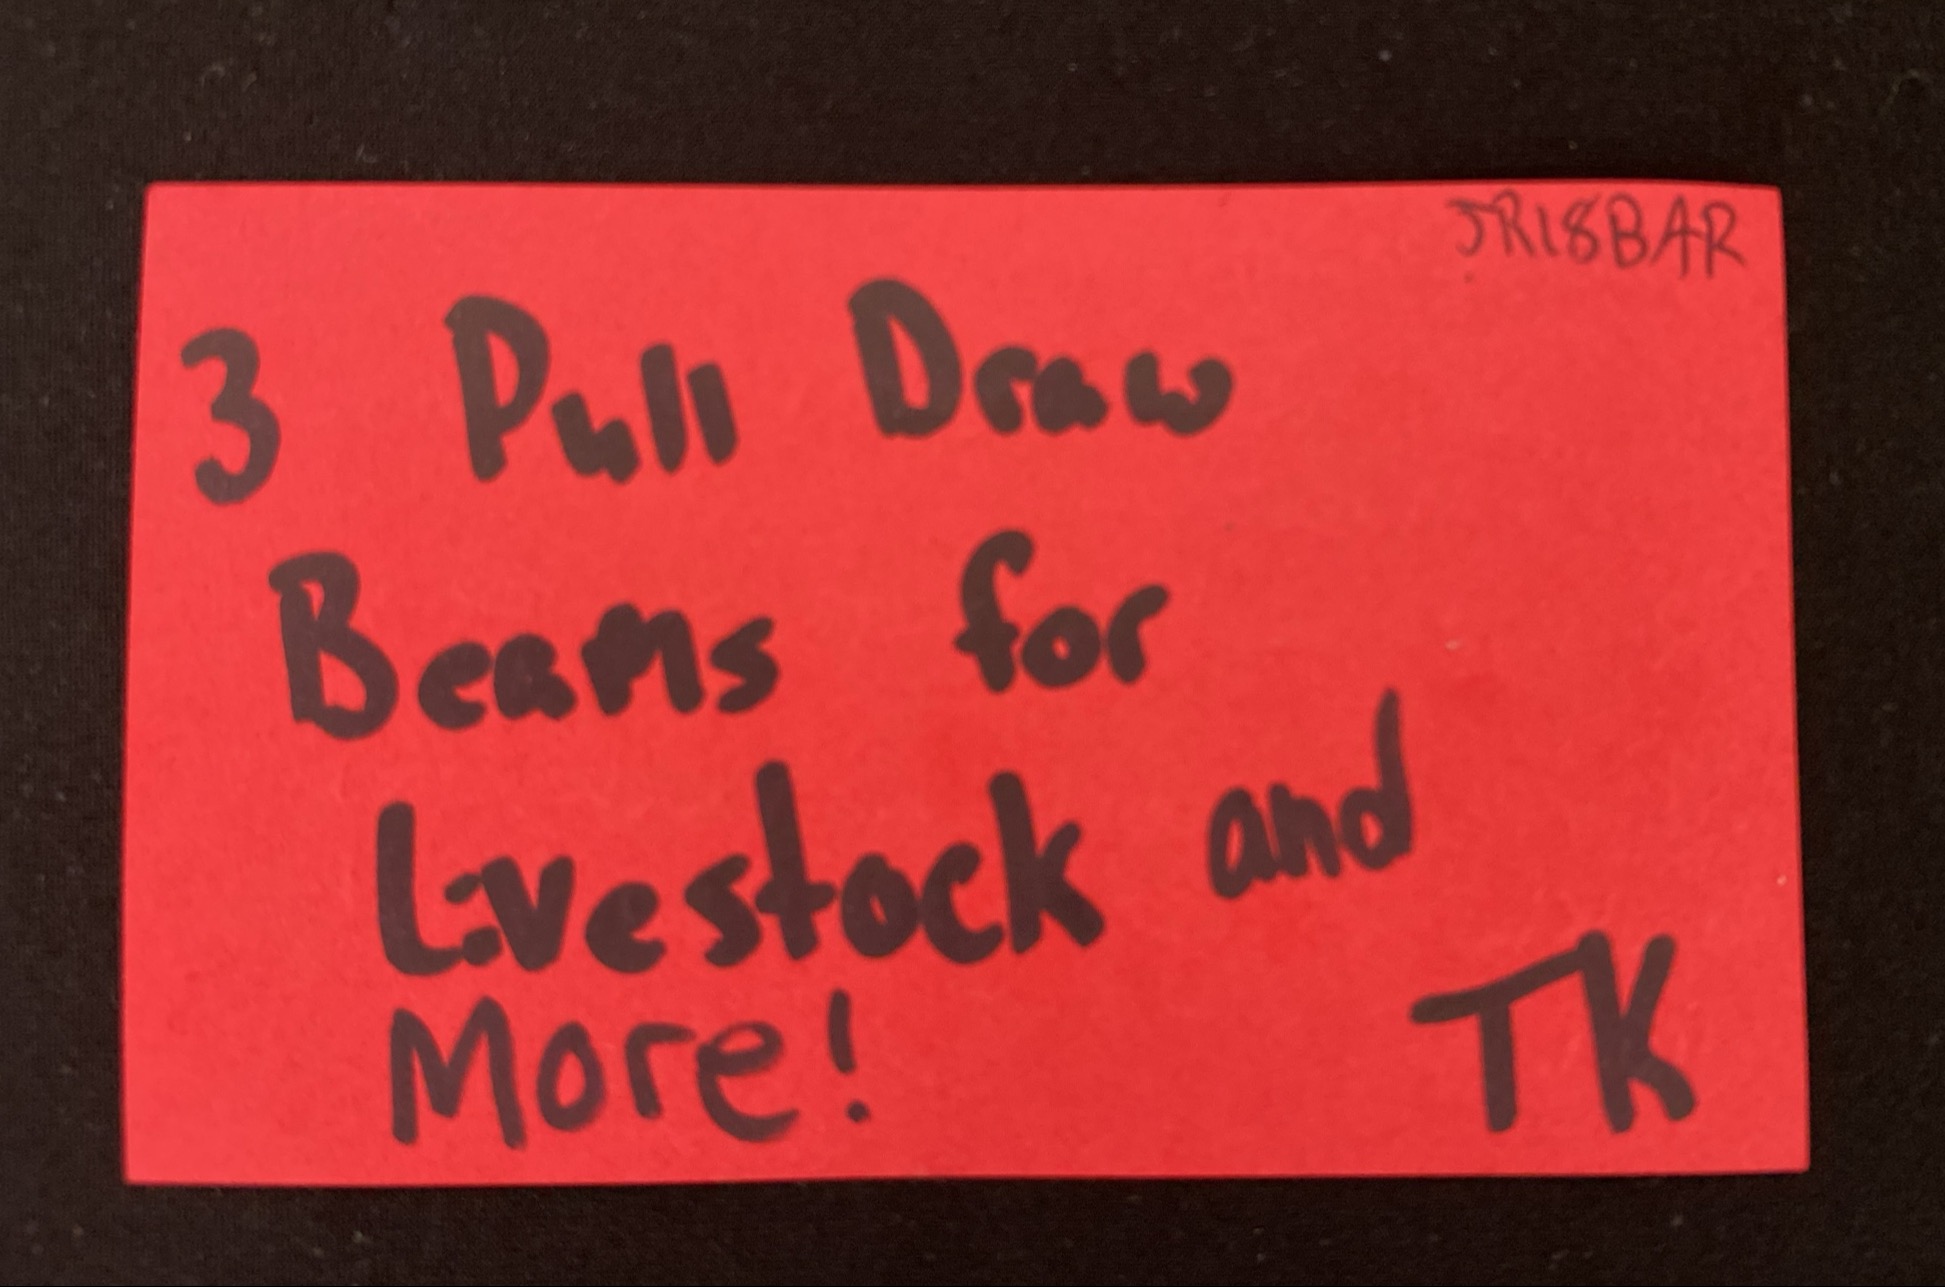 JR18BAR
3 Pull Draw
Beams for
Livestock and
More!
TK